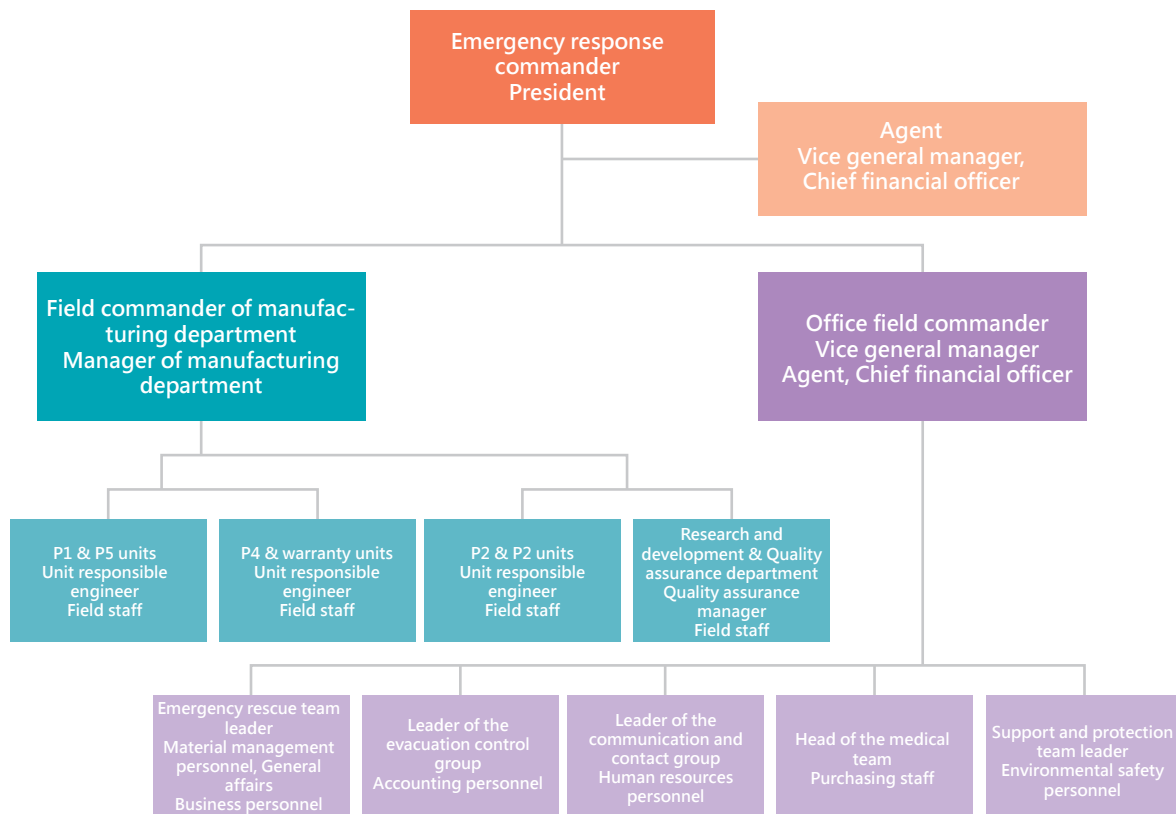 Emergency response
commander
President
Agent
Vice general manager,
Chief financial officer
Field commander of manufac-
turing department
Manager of manufacturing
department
Office field commander
Vice general manager
Agent, Chief financial officer
P1 & P5 units
Unit responsible
engineer
Field staff
P4 & warranty units
Unit responsible
engineer
Field staff
P2 & P2 units
Unit responsible
engineer
Field staff
Research and
development & Quality
assurance department
Quality assurance
manager
Field staff
Emergency rescue team
leader
Material management
personnel, General
affairs
Business personnel
Leader of the
evacuation control
group
Accounting personnel
Leader of the
communication and
contact group
Human resources
personnel
Head of the medical
team
Purchasing staff
Support and protection
team leader
Environmental safety
personnel